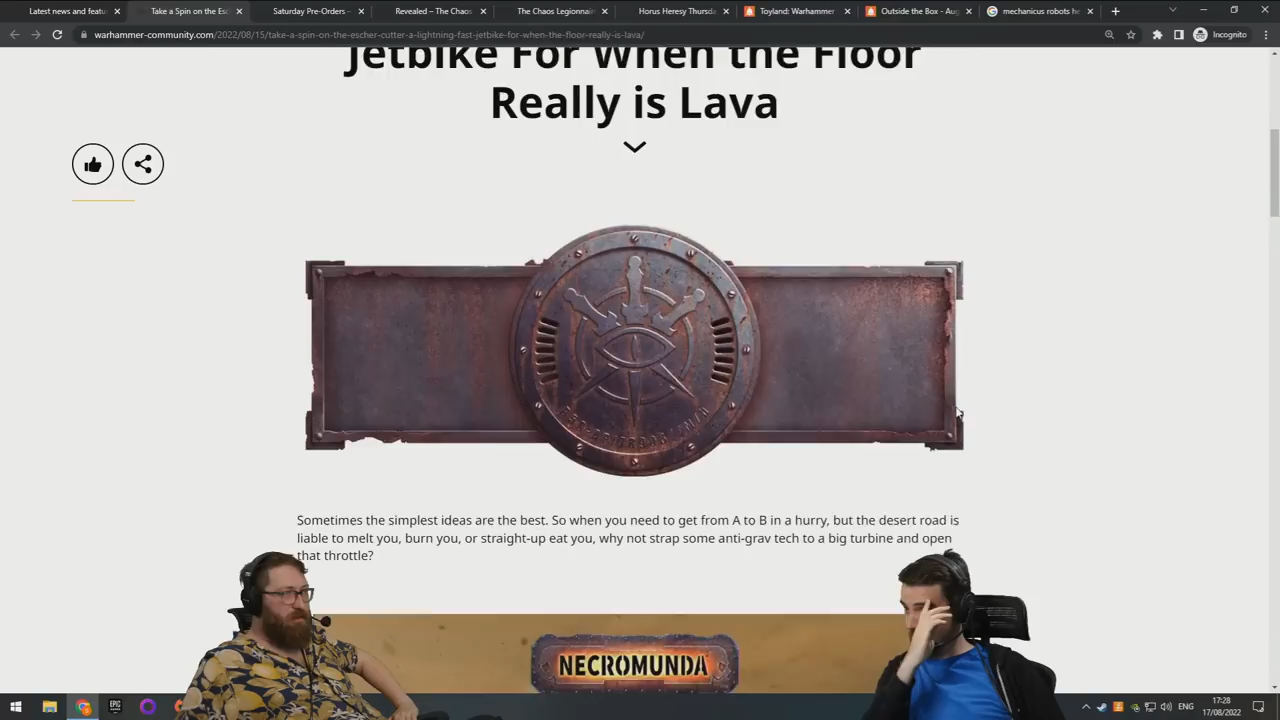 Latest news and featu
Take a Spin on the Esc
Saturday Pre-Orders –
Revealed – The Chaos
The Chaos Legionnair
Horus Heresy Thursda
Toyland: Warhammer
Outside the Box - Aug
mechanicus robots he
warhammer-community.com/2022/08/15/take-a-spin-on-the-escher-cutter-a-lightning-fast-jetbike-for-when-the-floor-really-is-lava/
Incognito
Jetbike For When the Floor
Really is Lava
Sometimes the simplest ideas are the best. So when you need to get from A to B in a hurry, but the desert road is
liable to melt you, burn you, or straight-up eat you, why not strap some anti-grav tech to a big turbine and open
that throttle?
NECROMUNDA
EPIC
ENG
17:28
17/08/2022